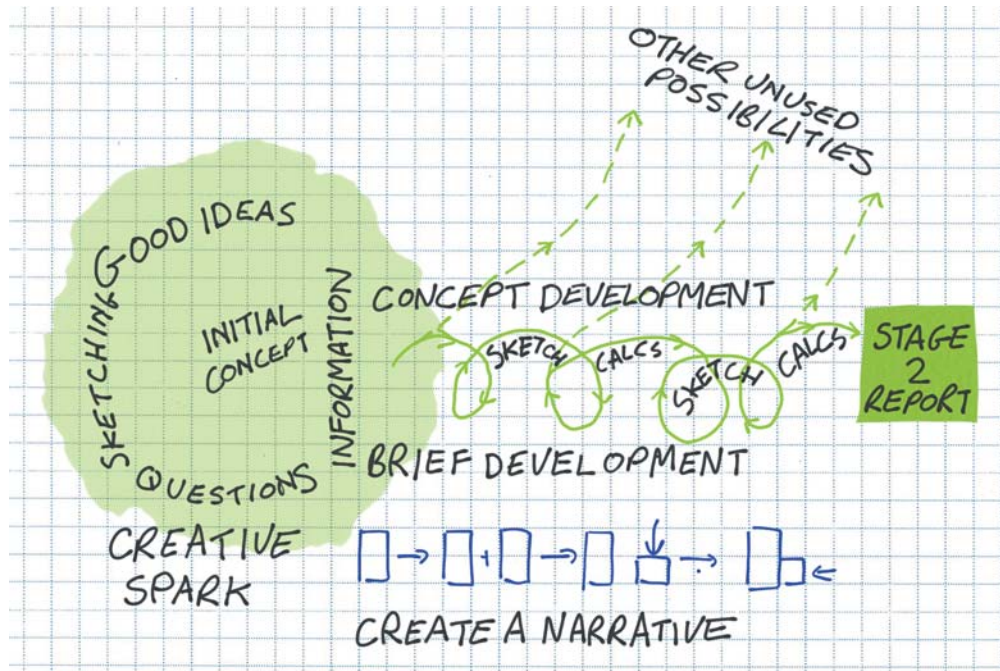 OTHER UNUSED
POSSIBILITIES
GOOD IDEAS
SKETCHING
INITIAL
CONCEPT
INFORMATION
QUESTIONS
CREATIVE
SPARK
CONCEPT DEVELOPMENT
SKETCH
CALCS
SKETCH
CALCS
STAGE
2
REPORT
BRIEF DEVELOPMENT
CREATE A NARRATIVE